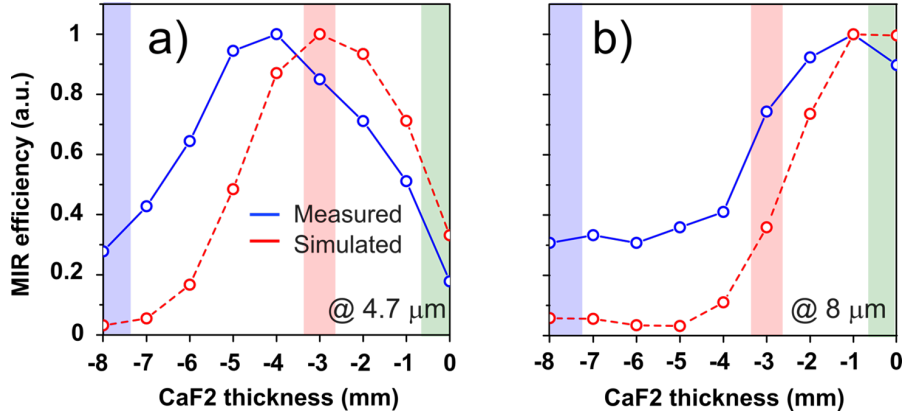 a)
b)
MIR efficiency (a.u.)
1
0.8
0.6
0.4
0.2
0
Measured
Simulated
@ 4.7 μm
@ 8 μm
-8 -7 -6 -5 -4 -3 -2 -1 0
-8 -7 -6 -5 -4 -3 -2 -1 0
CaF2 thickness (mm)
CaF2 thickness (mm)